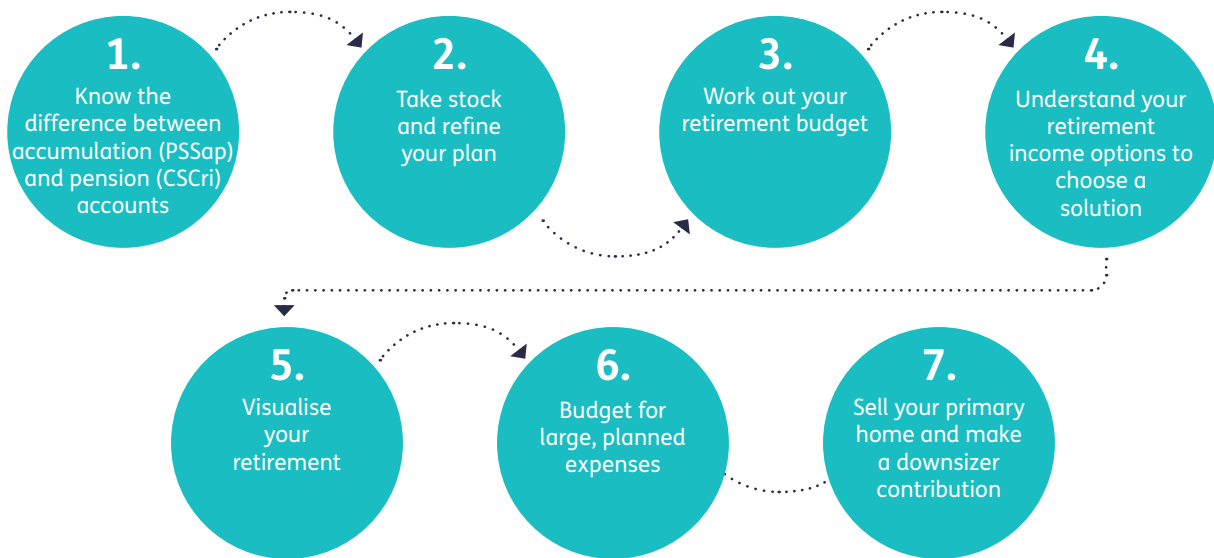 1.
Know the
difference between
accumulation (PSSap)
and pension (CSCri)
accounts
2.
Take stock
and refine
your plan
3.
Work out your
retirement budget
4.
Understand your
retirement
income options to
choose a
solution
5.
Visualise
your
retirement
6.
Budget for
large, planned
expenses
7.
Sell your primary
home and make
a downsizer
contribution